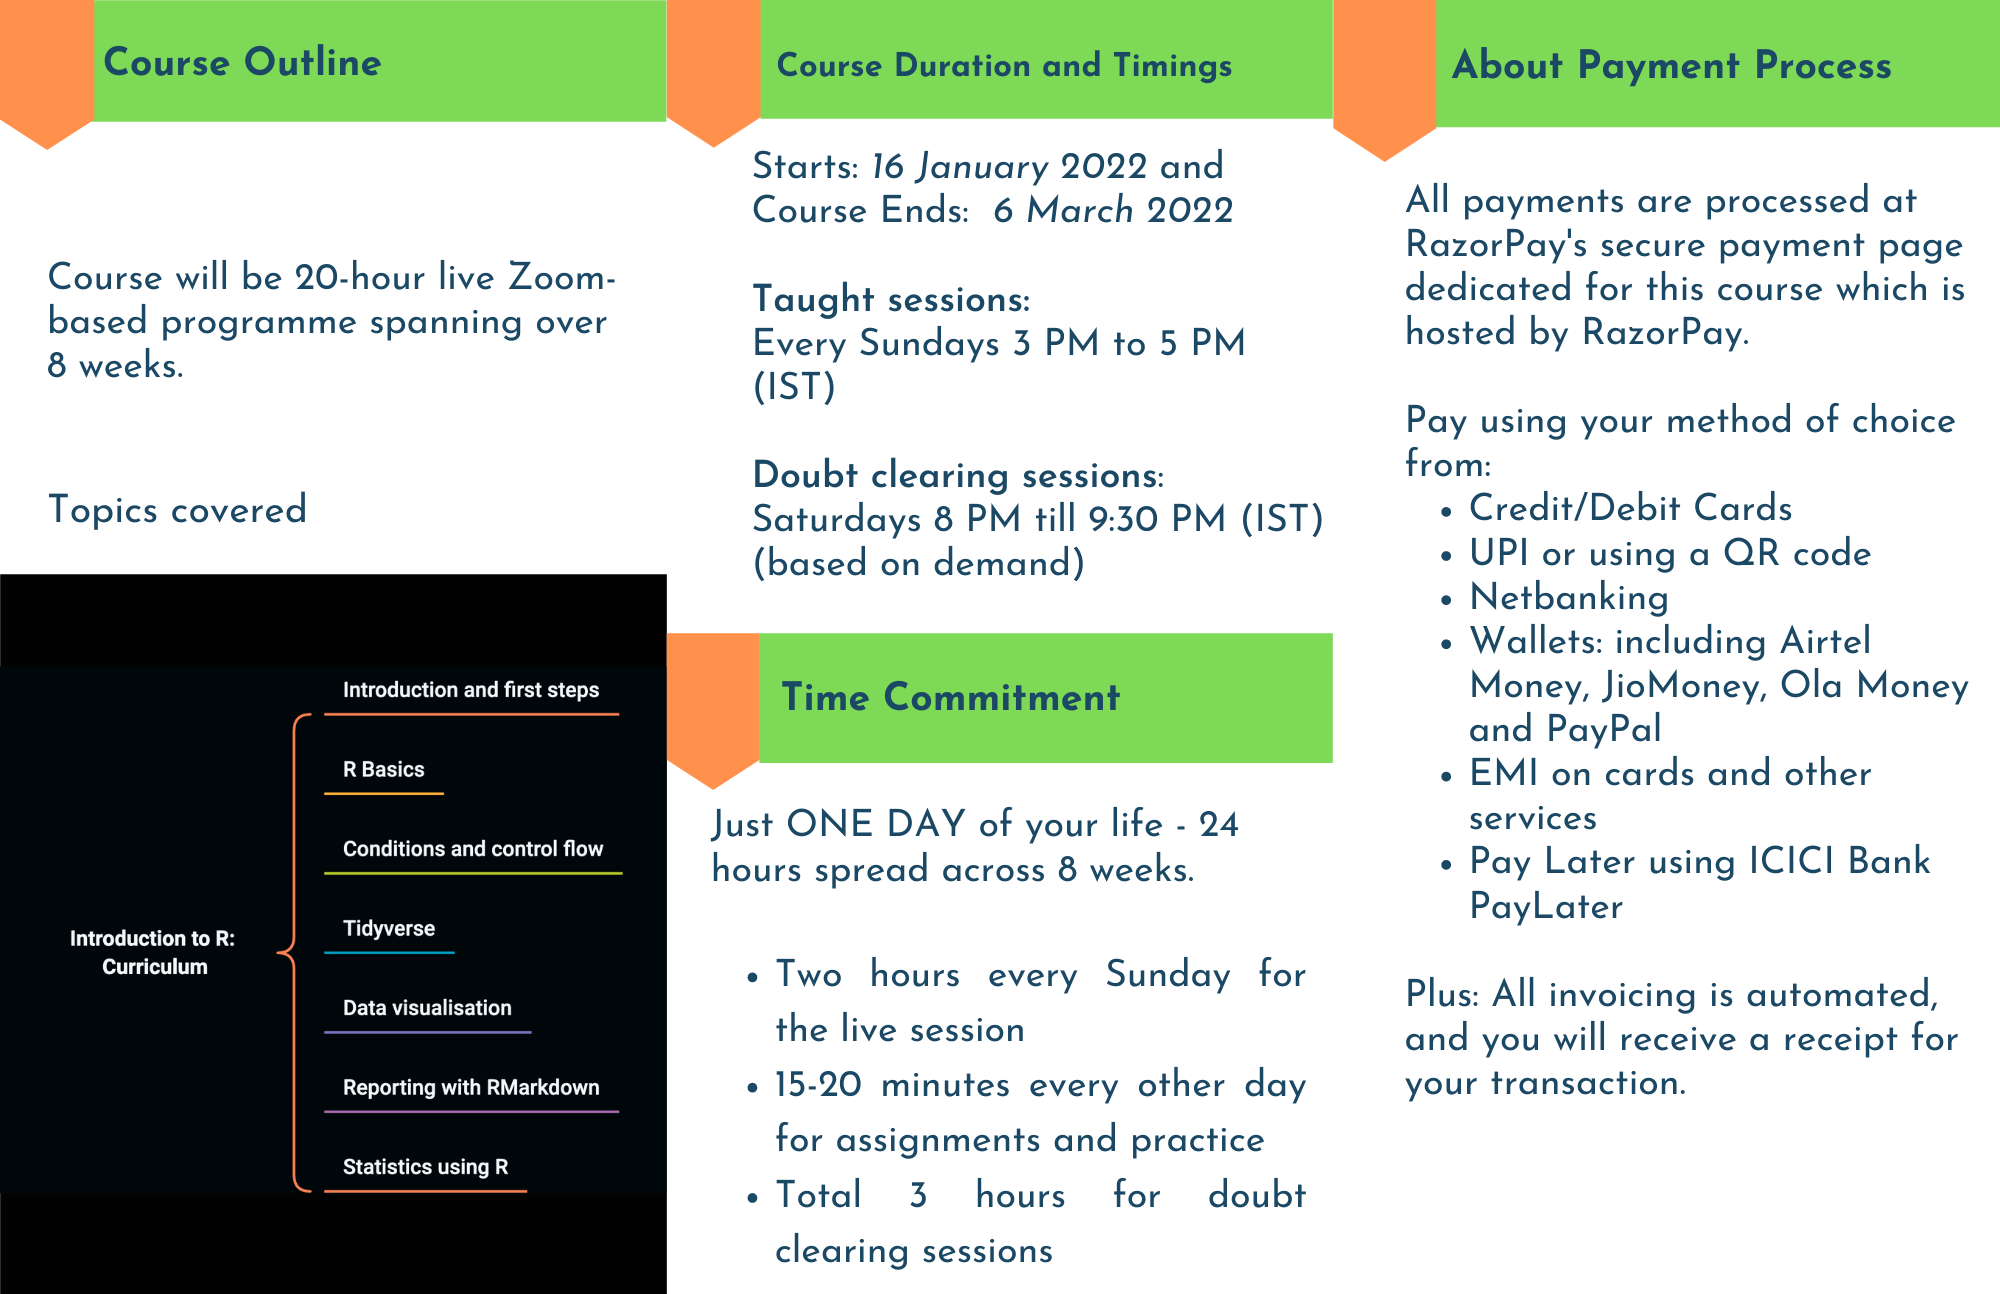 Course Outline
Course will be 20-hour live Zoom-
based programme spanning over
8 weeks.
Topics covered
Introduction to R:
Curriculum
Introduction and first steps
R Basics
Conditions and control flow
Tidyverse
Data visualisation
Reporting with RMarkdown
Statistics using R
Course Duration and Timings
Starts: 16 January 2022 and
Course Ends: 6 March 2022
Taught sessions:
Every Sundays 3 PM to 5 PM
(IST)
Doubt clearing sessions:
Saturdays 8 PM till 9:30 PM (IST)
(based on demand)
Time Commitment
Just ONE DAY of your life - 24
hours spread across 8 weeks.
• Two hours every Sunday for
the live session
• 15-20 minutes every other day
for assignments and practice
• Total 3 hours for doubt
clearing sessions
About Payment Process
All payments are processed at
RazorPay's secure payment page
dedicated for this course which is
hosted by RazorPay.
Pay using your method of choice
from:
• Credit/Debit Cards
• UPI or using a QR code
• Netbanking
• Wallets: including Airtel
Money, JioMoney, Ola Money
and PayPal
• EMI on cards and other
services
• Pay Later using ICICI Bank
PayLater
Plus: All invoicing is automated,
and you will receive a receipt for
your transaction.